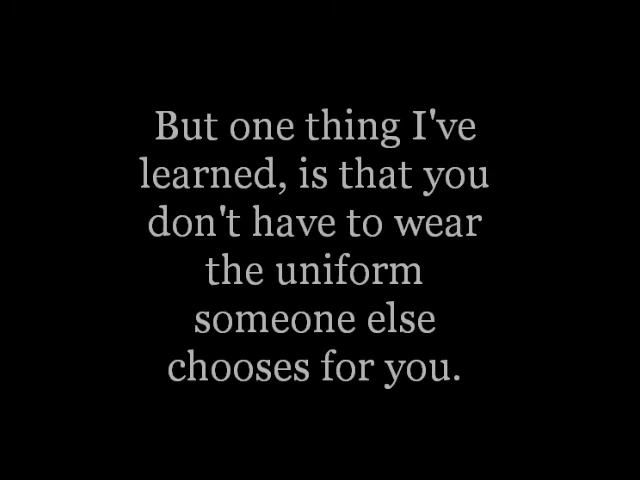 But one thing I've
learned, is that you
don't have to wear
the uniform
someone else
chooses for you.